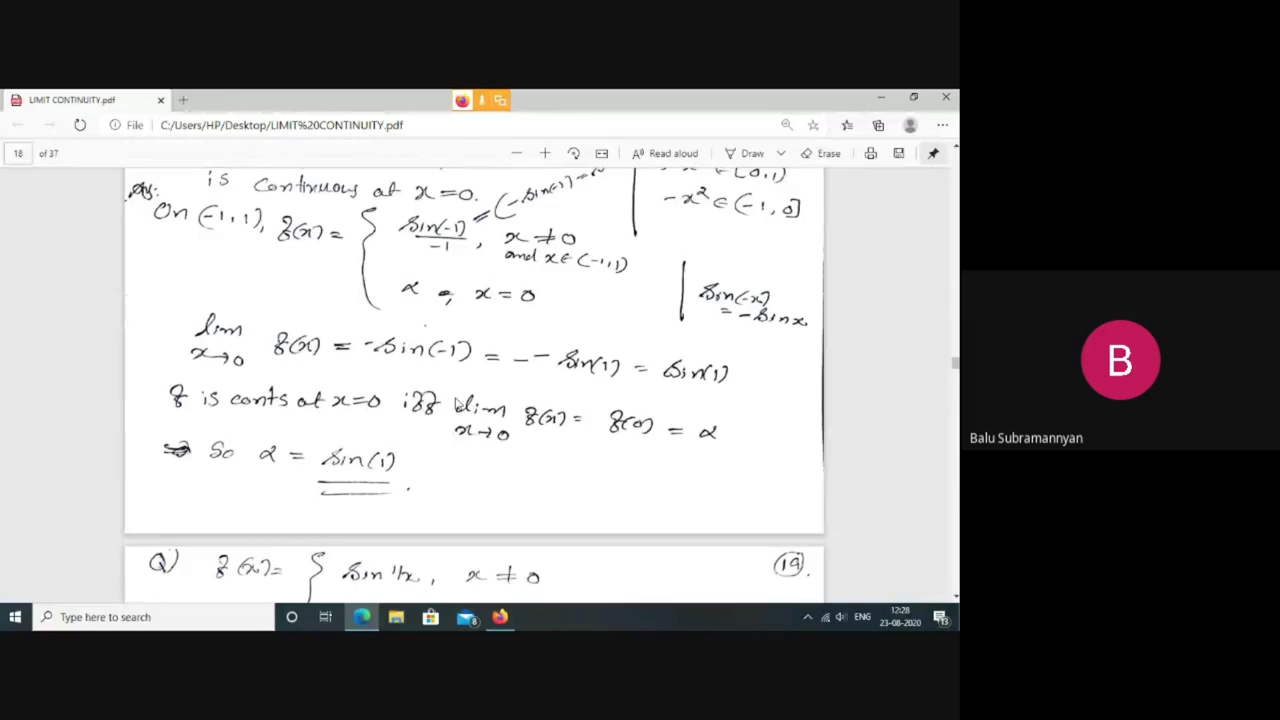 LIMIT CONTINUITY.pdf
File C:/Users/HP/Desktop/LIMIT%20CONTINUITY.pdf
18 of 37 Read aloud Draw Erase
is continuous at x=0.
-x² ∈ (-1, 0]
Ans:
On (-1,1), f(x) = { sin(-1)/-1 , x ≠ 0
and x∈(-1,1)
α , x = 0
sin(-x)
= -sin x
lim x→0 f(x) = -sin(-1) = - - sin(1) = sin(1)
f is conts at x=0 iff lim x→0 f(x) = f(0) = α
So α = sin(1)
Q) f(x) = { sin 1/x, x ≠ 0
19.
B
Balu Subramannyan
Type here to search
8
ENG
12:28
23-08-2020
13